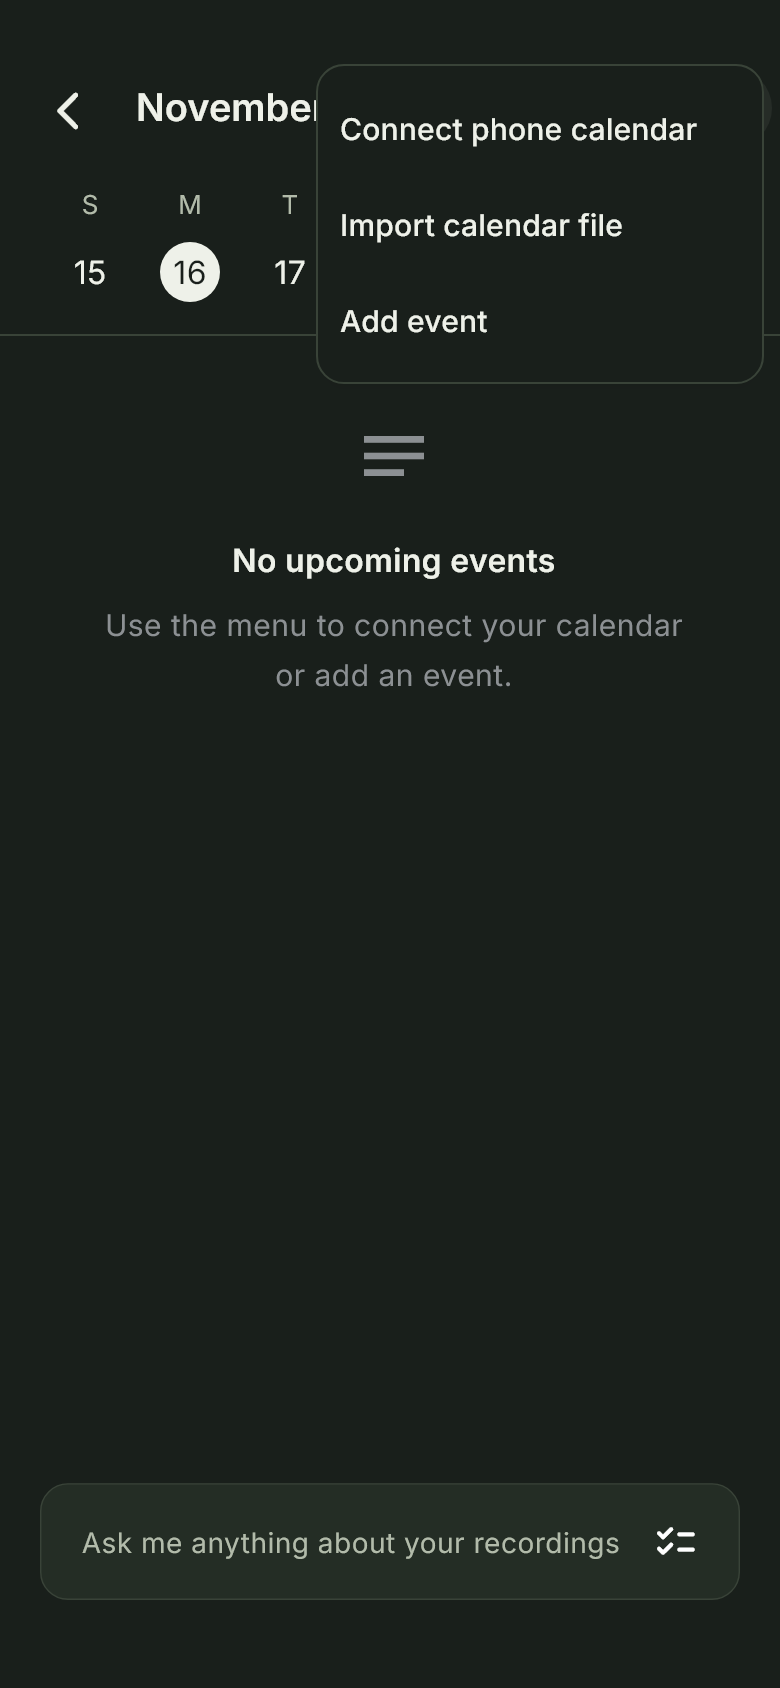 November
Connect phone calendar
S M T
Import calendar file
15 16 17
Add event
No upcoming events
Use the menu to connect your calendar
or add an event.
Ask me anything about your recordings